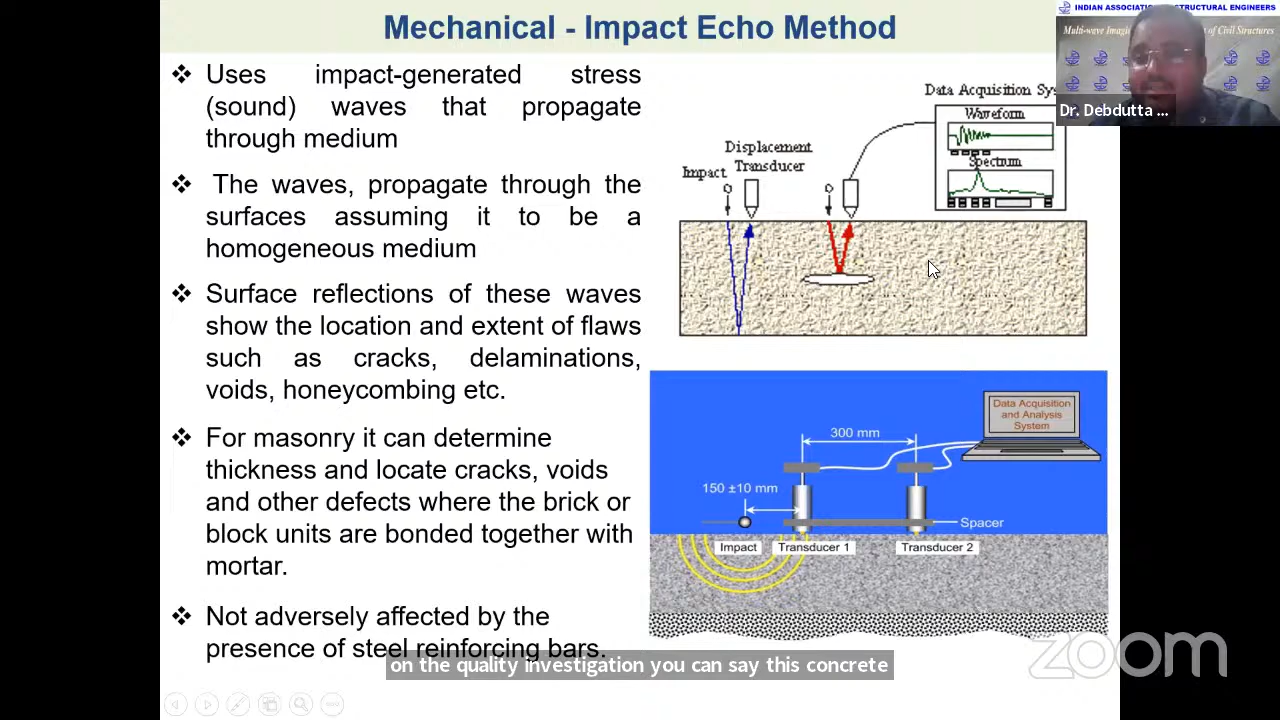 Mechanical - Impact Echo Method
❖ Uses impact-generated stress
(sound) waves that propagate
through medium
❖ The waves, propagate through the
surfaces assuming it to be a
homogeneous medium
❖ Surface reflections of these waves
show the location and extent of flaws
such as cracks, delaminations,
voids, honeycombing etc.
❖ For masonry it can determine
thickness and locate cracks, voids
and other defects where the brick or
block units are bonded together with
mortar.
❖ Not adversely affected by the
presence of steel reinforcing bars.
Data Acquisition
Waveform
Spectrum
Displacement
Transducer
Impact
Data Acquisition
and Analysis
System
300 mm
150 ±10 mm
Spacer
Impact
Transducer 1
Transducer 2
INDIAN STRUCTURAL ENGINEERS
Multi-wave of Civil Structures
Dr. Debdutta ...
on the quality investigation you can say this concrete
zoom